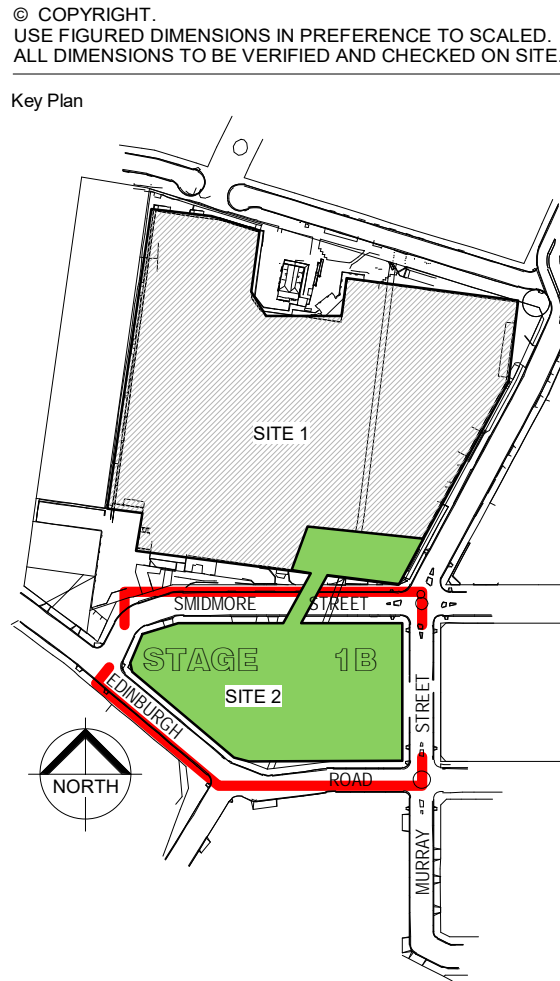 © COPYRIGHT.
USE FIGURED DIMENSIONS IN PREFERENCE TO SCALED.
ALL DIMENSIONS TO BE VERIFIED AND CHECKED ON SITE.
Key Plan
SITE 1
SMIDMORE STREET
STAGE 1B
SITE 2
EDINBURGH
ROAD
STREET
MURRAY
NORTH